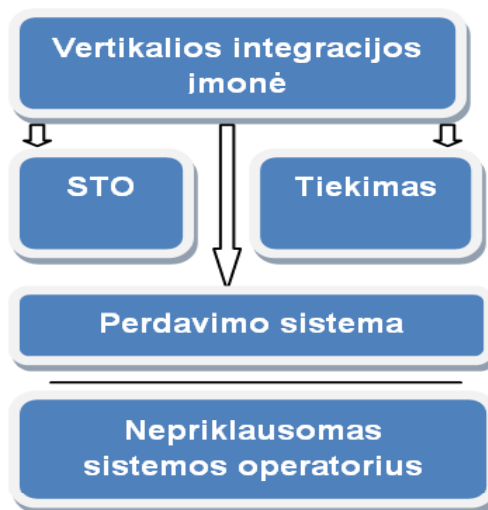 Vertikalios integracijos
įmonė
STO
Tiekimas
Perdavimo sistema
Nepriklausomas
sistemos operatorius